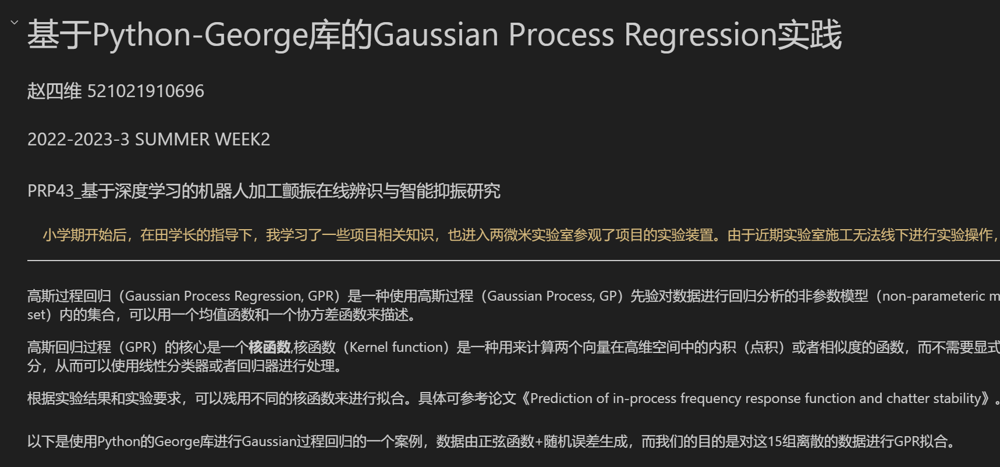 基于Python-George库的Gaussian Process Regression实践
赵四维 521021910696
2022-2023-3 SUMMER WEEK2
PRP43_基于深度学习的机器人加工颤振在线辨识与智能抑振研究
小学期开始后，在田学长的指导下，我学习了一些项目相关知识，也进入两微米实验室参观了项目的实验装置。由于近期实验室施工无法线下进行实验操作，
高斯过程回归（Gaussian Process Regression, GPR）是一种使用高斯过程（Gaussian Process, GP）先验对数据进行回归分析的非参数模型（non-parameteric m
set）内的集合，可以用一个均值函数和一个协方差函数来描述。
高斯回归过程（GPR）的核心是一个核函数,核函数（Kernel function）是一种用来计算两个向量在高维空间中的内积（点积）或者相似度的函数，而不需要显式
分，从而可以使用线性分类器或者回归器进行处理。
根据实验结果和实验要求，可以残用不同的核函数来进行拟合。具体可参考论文《Prediction of in-process frequency response function and chatter stability》。
以下是使用Python的George库进行Gaussian过程回归的一个案例，数据由正弦函数+随机误差生成，而我们的目的是对这15组离散的数据进行GPR拟合。